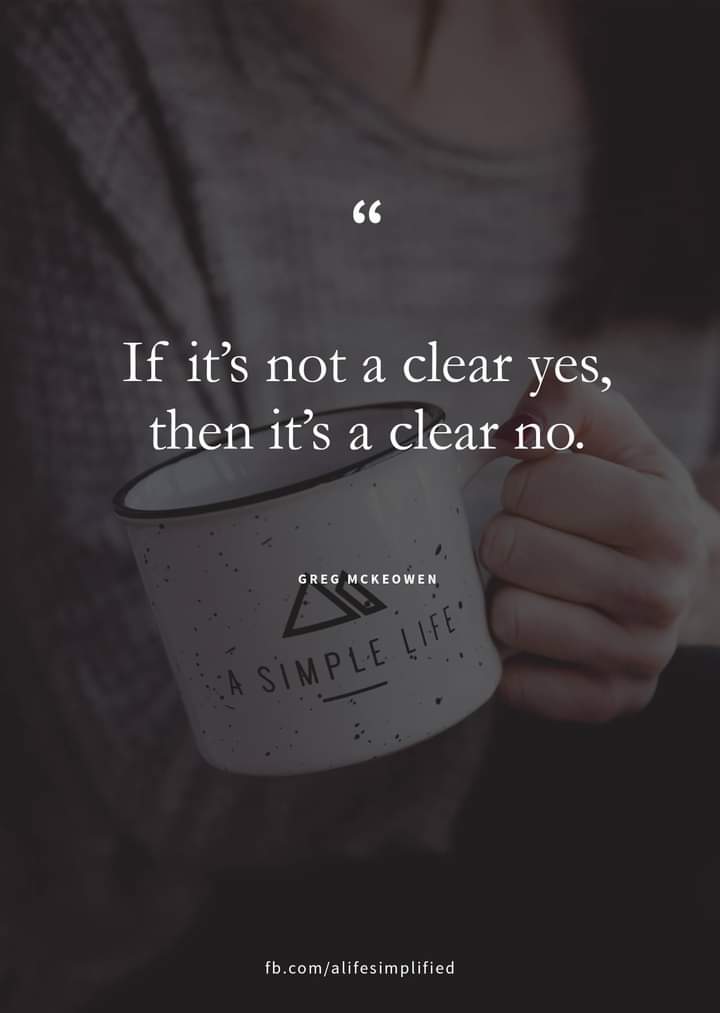 “
If it’s not a clear yes,
then it’s a clear no.
GREG MCKEOWEN
A SIMPLE LIFE
fb.com/alifesimplified